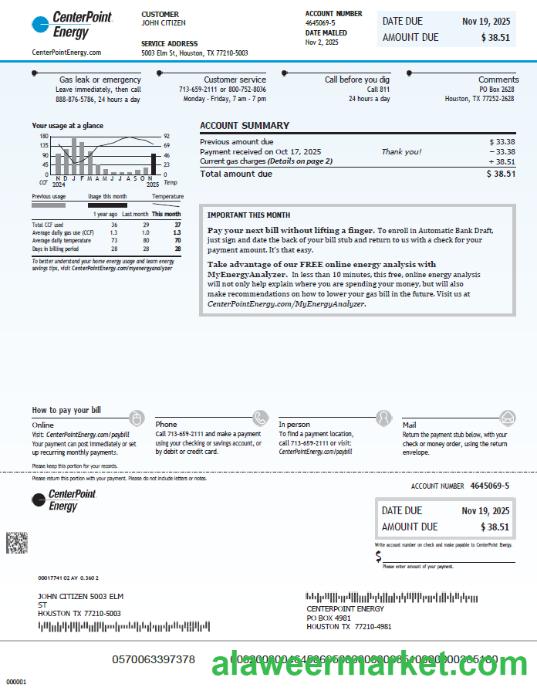 CenterPoint
Energy
CenterPointEnergy.com
CUSTOMER
JOHN CITIZEN
SERVICE ADDRESS
5003 Elm St, Houston, TX 77210-5003
ACCOUNT NUMBER
4645069-5
DATE MAILED
Nov 2, 2025
DATE DUE Nov 19, 2025
AMOUNT DUE $ 38.51
Gas leak or emergency
Leave immediately, then call
888-876-5786, 24 hours a day
Customer service
713-659-2111 or 800-752-8036
Monday - Friday, 7 am - 7 pm
Call before you dig
Call 811
24 hours a day
Comments
PO Box 2628
Houston, TX 77252-2628
Your usage at a glance
180 92
135 69
90 46
45 23
0 0
N D J F M A M J J A S O N
CCF 2024 2025 Temp
Previous usage Usage this month Temperature
1 year ago Last month This month
Total CCF used 36 29 37
Average daily gas use (CCF) 1.3 1.0 1.3
Average daily temperature 73 80 70
Days in billing period 28 28 28
To better understand your home energy usage and learn energy
savings tips, visit CenterPointEnergy.com/myenergyanalyzer
ACCOUNT SUMMARY
Previous amount due $ 33.38
Payment received on Oct 17, 2025 Thank you! - 33.38
Current gas charges (Details on page 2) + 38.51
Total amount due $ 38.51
IMPORTANT THIS MONTH
Pay your next bill without lifting a finger. To enroll in Automatic Bank Draft,
just sign and date the back of your bill stub and return to us with a check for your
payment amount. It's that easy.
Take advantage of our FREE online energy analysis with
MyEnergyAnalyzer. In less than 10 minutes, this free, online energy analysis
will not only help explain where you are spending your money, but will also
make recommendations on how to lower your gas bill in the future. Visit us at
CenterPointEnergy.com/MyEnergyAnalyzer.
How to pay your bill
Online
Visit: CenterPointEnergy.com/paybill
Your payment can post immediately or set
up recurring monthly payments.
Phone
Call 713-659-2111 and make a payment
using your checking or savings account, or
by debit or credit card.
In person
To find a payment location,
call 713-659-2111 or visit:
CenterPointEnergy.com/paybill
Mail
Return the payment stub below, with your
check or money order, using the return
envelope.
Please keep this portion for your records.
Please return this portion with your payment. Please do not include letters or notes.
CenterPoint
Energy
ACCOUNT NUMBER 4645069-5
DATE DUE Nov 19, 2025
AMOUNT DUE $ 38.51
Write account number on check and make payable to CenterPoint Energy.
$
Please enter amount of your payment.
00017741 02 AV 0.360 2
JOHN CITIZEN 5003 ELM
ST
HOUSTON TX 77210-5003
CENTERPOINT ENERGY
PO BOX 4981
HOUSTON TX 77210-4981
0570063397378
alaweermarket.com
000001